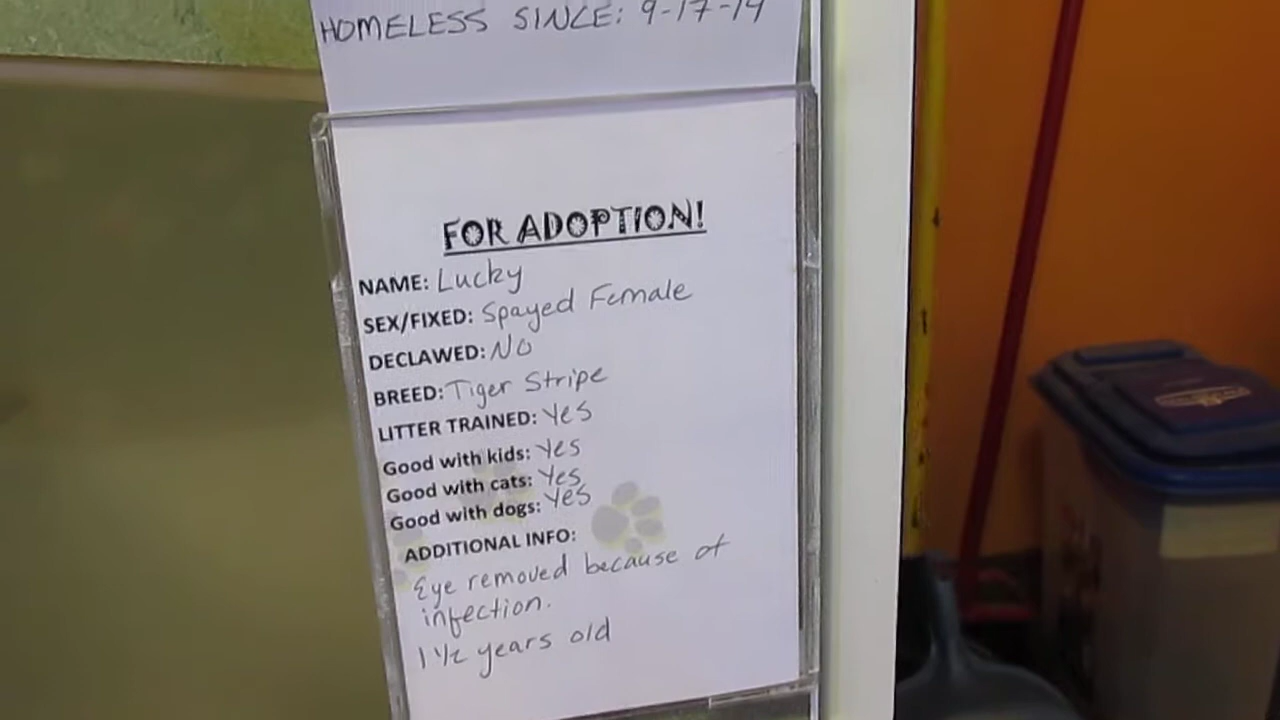 HOMELESS SINCE: 9-17-14
FOR ADOPTION!
NAME: Lucky
SEX/FIXED: Spayed Female
DECLAWED: No
BREED: Tiger Stripe
LITTER TRAINED: Yes
Good with kids: Yes
Good with cats: Yes
Good with dogs: Yes
ADDITIONAL INFO:
Eye removed because of
infection.
1 1/2 years old